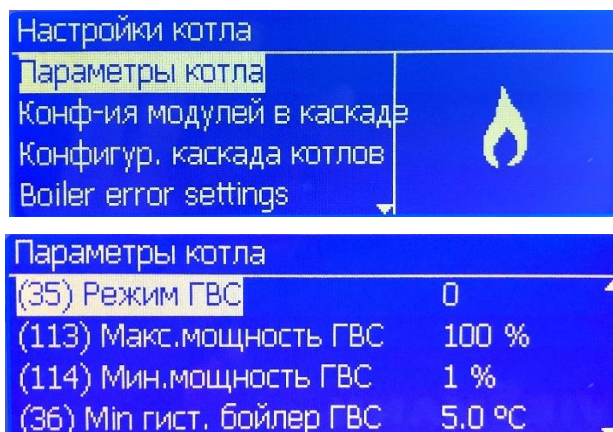 Настройки котла
Параметры котла
Конф-ия модулей в каскаде
Конфигур. каскада котлов
Boiler error settings
Параметры котла
(35) Режим ГВС 0
(113) Макс.мощность ГВС 100 %
(114) Мин.мощность ГВС 1 %
(36) Min гист. бойлер ГВС 5.0 ºC